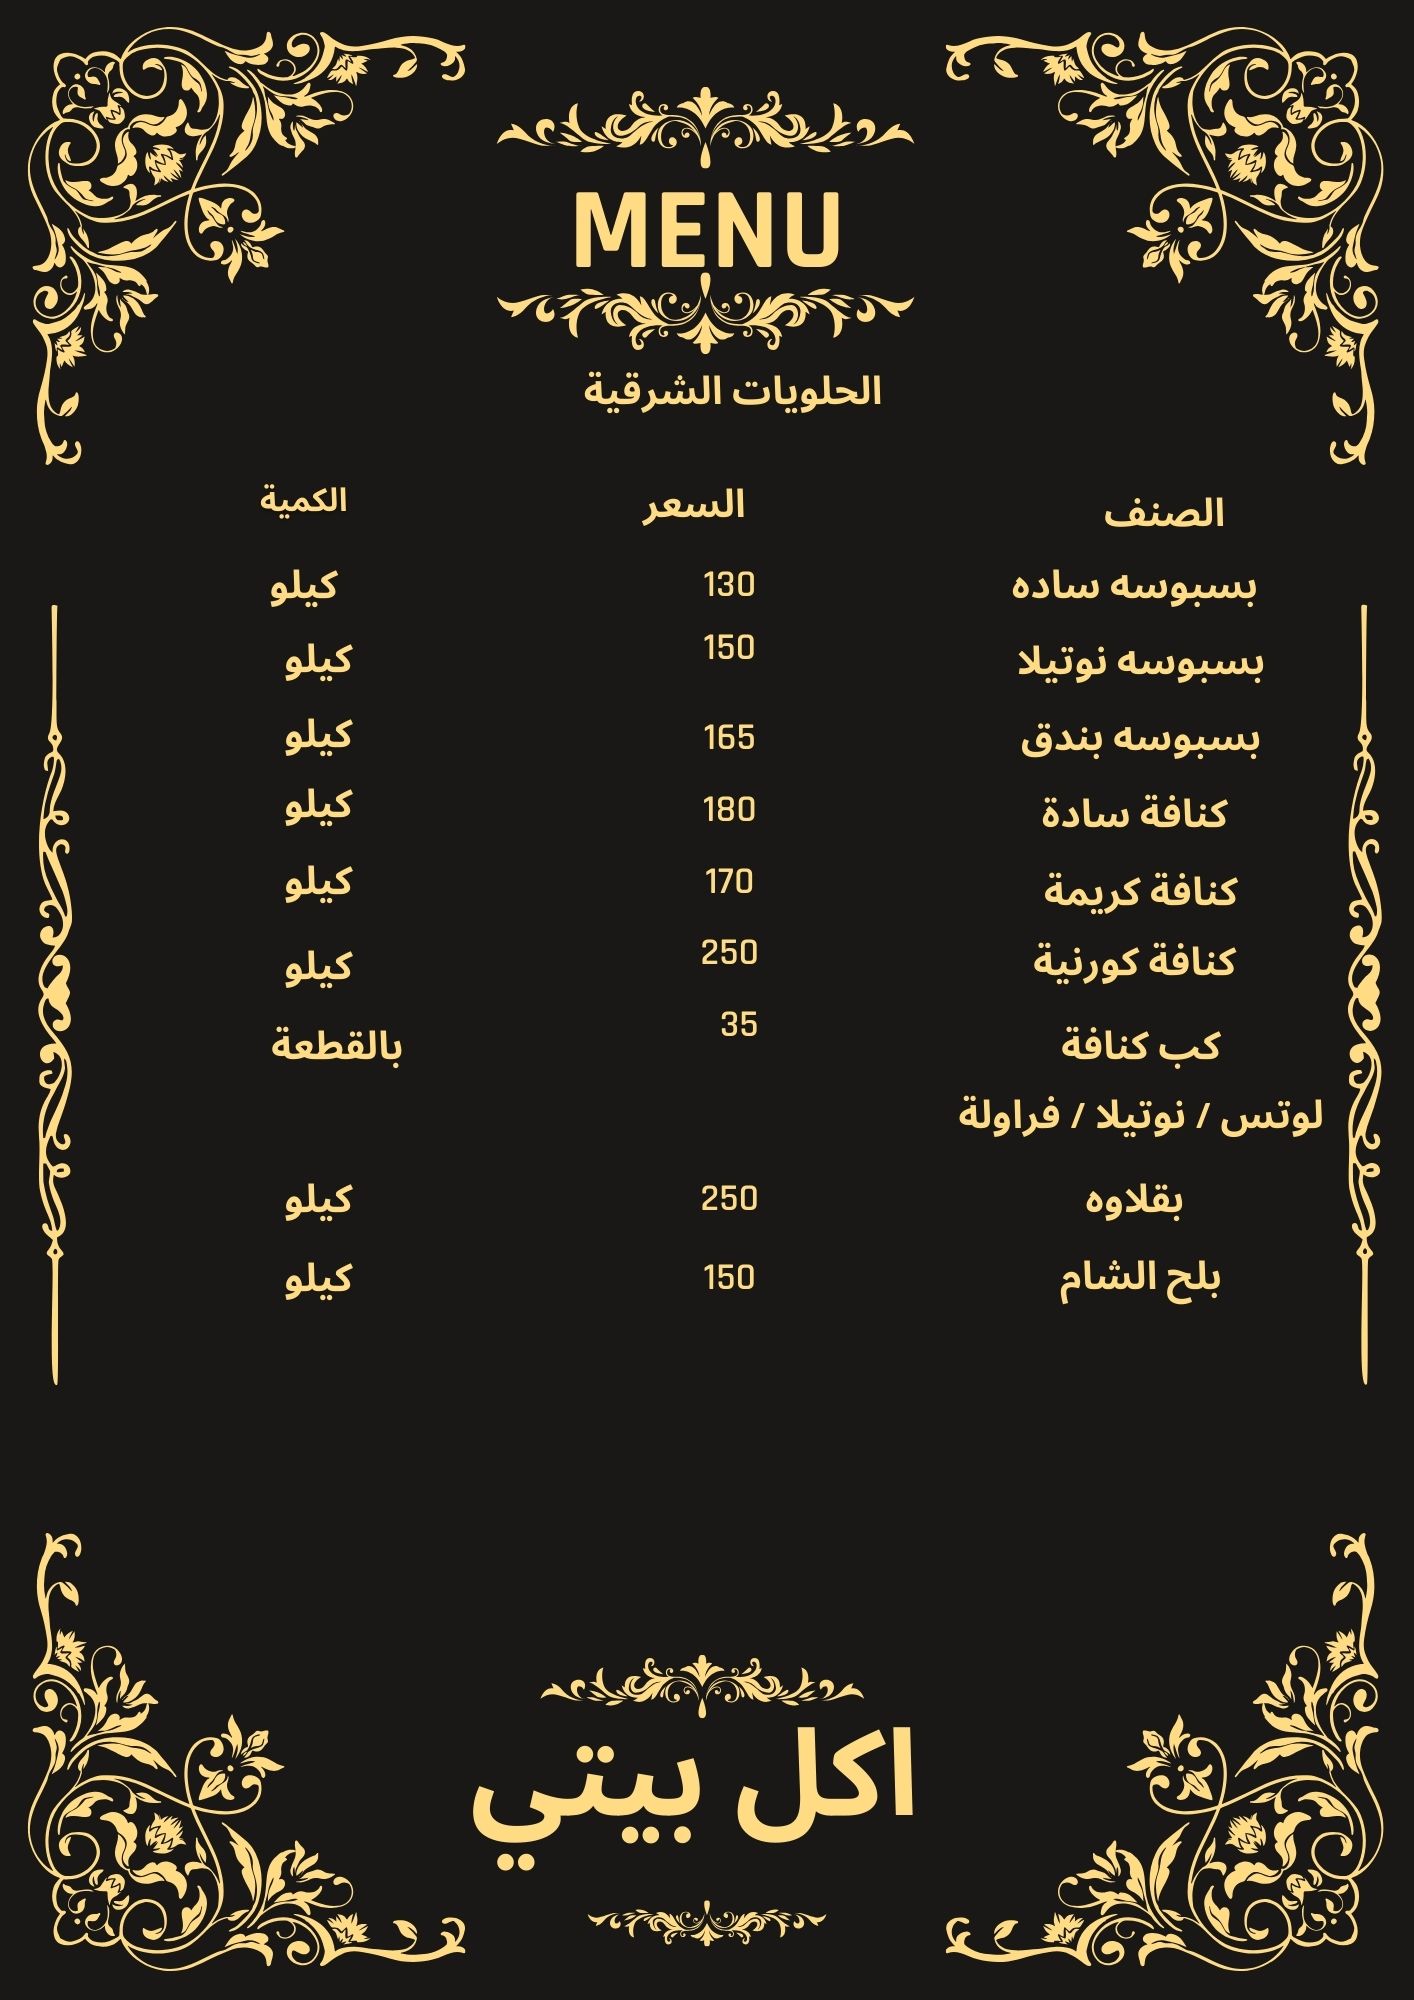 MENU
الحلويات الشرقية
الصنف السعر الكمية
بسبوسه ساده 130 كيلو
بسبوسه نوتيلا 150 كيلو
بسبوسه بندق 165 كيلو
كنافة سادة 180 كيلو
كنافة كريمة 170 كيلو
كنافة كورنية 250 كيلو
كب كنافة 35 بالقطعة
لوتس / نوتيلا / فراولة
بقلاوه 250 كيلو
بلح الشام 150 كيلو
اكل بيتي